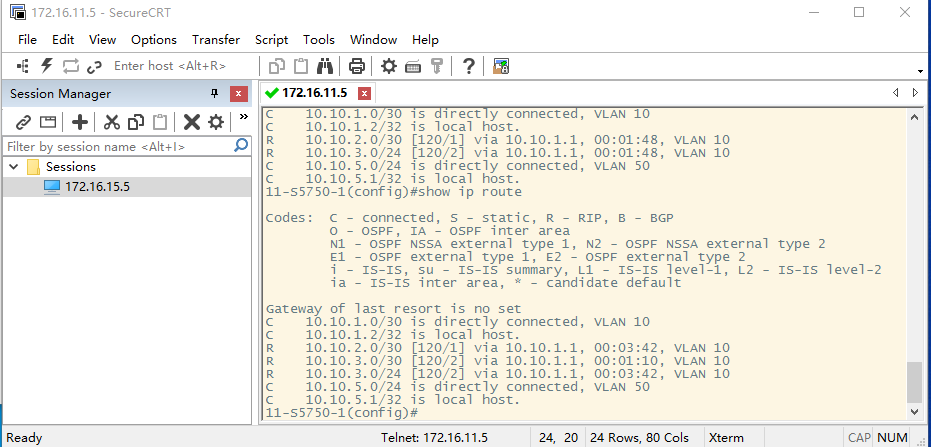 172.16.11.5 - SecureCRT
File Edit View Options Transfer Script Tools Window Help
Enter host <Alt+R>
Session Manager
172.16.11.5
Filter by session name <Alt+I>
Sessions
172.16.15.5
C    10.10.1.0/30 is directly connected, VLAN 10
C    10.10.1.2/32 is local host.
R    10.10.2.0/30 [120/1] via 10.10.1.1, 00:01:48, VLAN 10
R    10.10.3.0/24 [120/2] via 10.10.1.1, 00:01:48, VLAN 10
C    10.10.5.0/24 is directly connected, VLAN 50
C    10.10.5.1/32 is local host.
11-S5750-1(config)#show ip route
Codes:  C - connected, S - static, R - RIP, B - BGP
O - OSPF, IA - OSPF inter area
N1 - OSPF NSSA external type 1, N2 - OSPF NSSA external type 2
E1 - OSPF external type 1, E2 - OSPF external type 2
i - IS-IS, su - IS-IS summary, L1 - IS-IS level-1, L2 - IS-IS level-2
ia - IS-IS inter area, * - candidate default
Gateway of last resort is no set
C    10.10.1.0/30 is directly connected, VLAN 10
C    10.10.1.2/32 is local host.
R    10.10.2.0/30 [120/1] via 10.10.1.1, 00:03:42, VLAN 10
R    10.10.3.0/30 [120/2] via 10.10.1.1, 00:01:10, VLAN 10
R    10.10.3.0/24 [120/2] via 10.10.1.1, 00:03:42, VLAN 10
C    10.10.5.0/24 is directly connected, VLAN 50
C    10.10.5.1/32 is local host.
11-S5750-1(config)#
Ready Telnet: 172.16.11.5 24, 20 24 Rows, 80 Cols Xterm CAP NUM